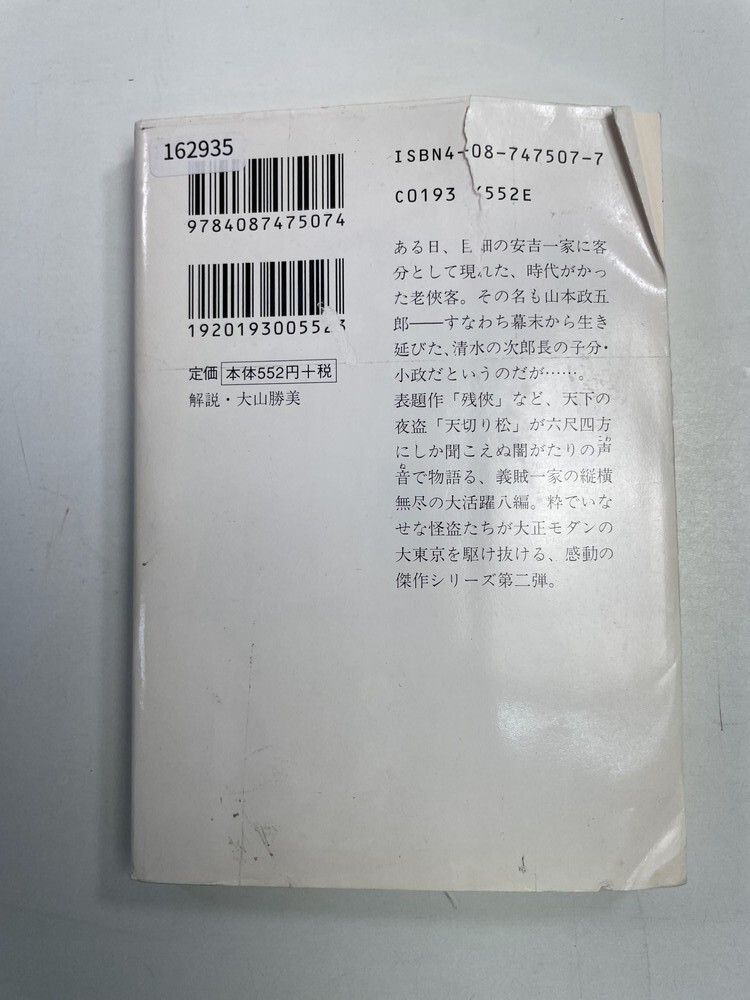 162935
9784087475074
ISBN4-08-747507-7
C0193 ¥552E
1920193005523
定価 本体552円+税
解説・大山勝美
ある日、目細の安吉一家に客
分として現れた、時代がかっ
た老俠客。その名も山本政五
郎――すなわち幕末から生き
延びた、清水の次郎長の子分・
小政だというのだが……。
表題作「残俠」など、天下の
夜盗「天切り松」が六尺四方
にしか聞こえぬ闇がたりの声
こわ
音で物語る、義賊一家の縦横
ね
無尽の大活躍八編。粋でいな
せな怪盗たちが大正モダンの
大東京を駆け抜ける、感動の
傑作シリーズ第二弾。